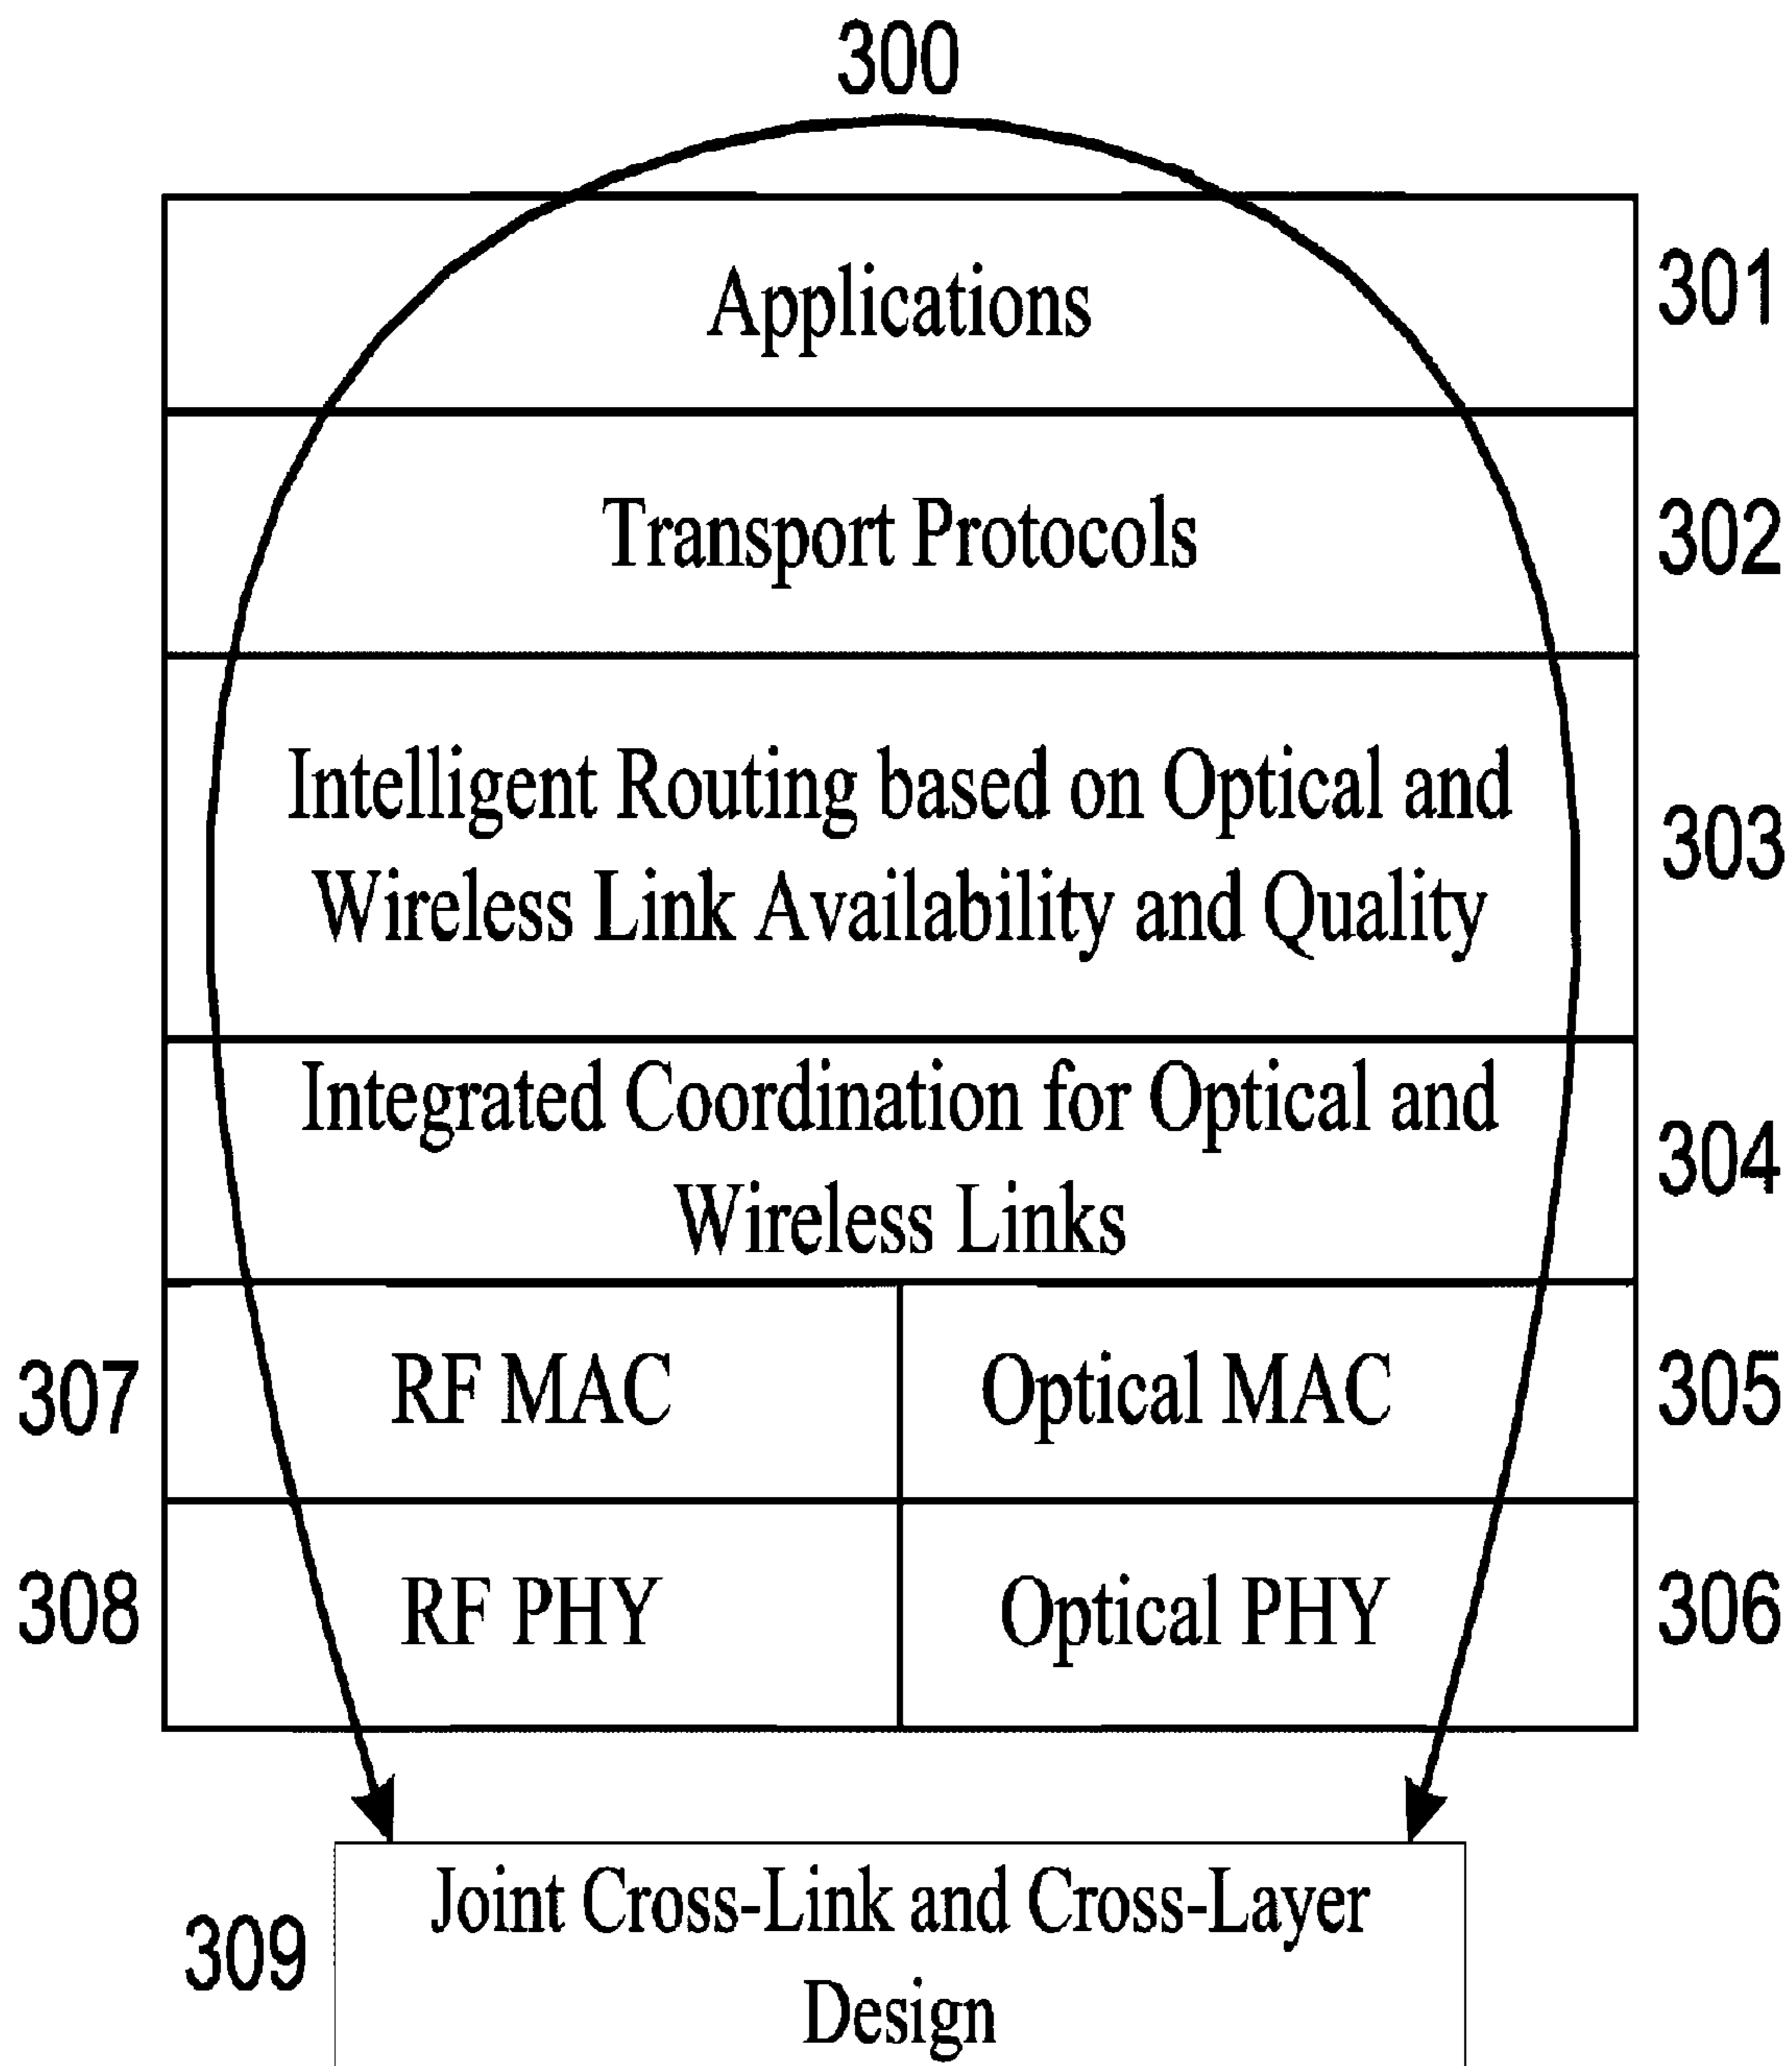 300
Applications
301
Transport Protocols
302
Intelligent Routing based on Optical and
Wireless Link Availability and Quality
303
Integrated Coordination for Optical and
Wireless Links
304
307
RF MAC
Optical MAC
305
308
RF PHY
Optical PHY
306
309
Joint Cross-Link and Cross-Layer
Design